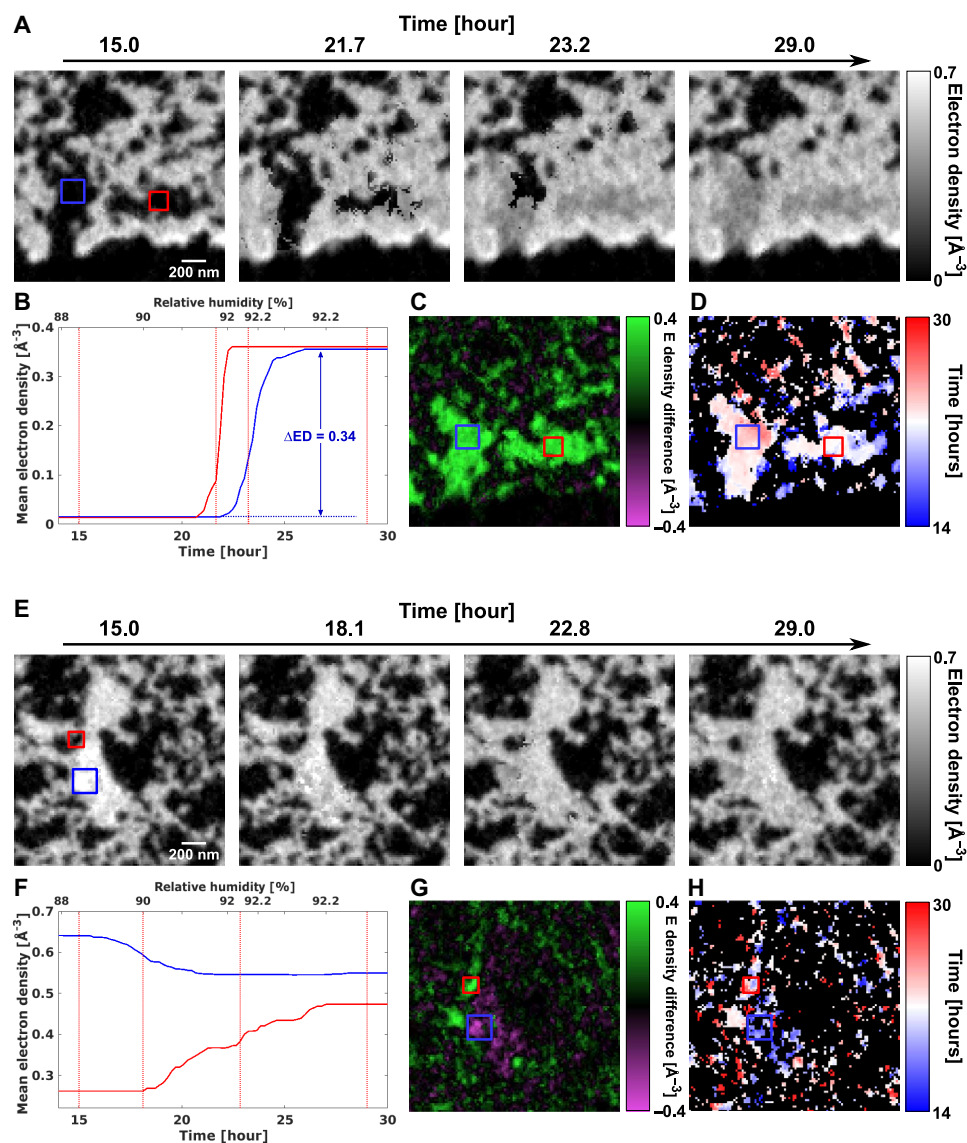 A
Time [hour]
15.0 21.7 23.2 29.0
200 nm
0.7
Electron density [Å⁻³]
0
B
Relative humidity [%]
88 90 92 92.2 92.2
Mean electron density [Å⁻³]
0.4
0.3
0.2
0.1
0
ΔED = 0.34
15 20 25 30
Time [hour]
C
0.4
E density difference [Å⁻³]
−0.4
D
30
Time [hours]
14
E
Time [hour]
15.0 18.1 22.8 29.0
200 nm
0.7
Electron density [Å⁻³]
0
F
Relative humidity [%]
88 90 92 92.2 92.2
Mean electron density [Å⁻³]
0.7
0.6
0.5
0.4
0.3
15 20 25 30
Time [hour]
G
0.4
E density difference [Å⁻³]
−0.4
H
30
Time [hours]
14